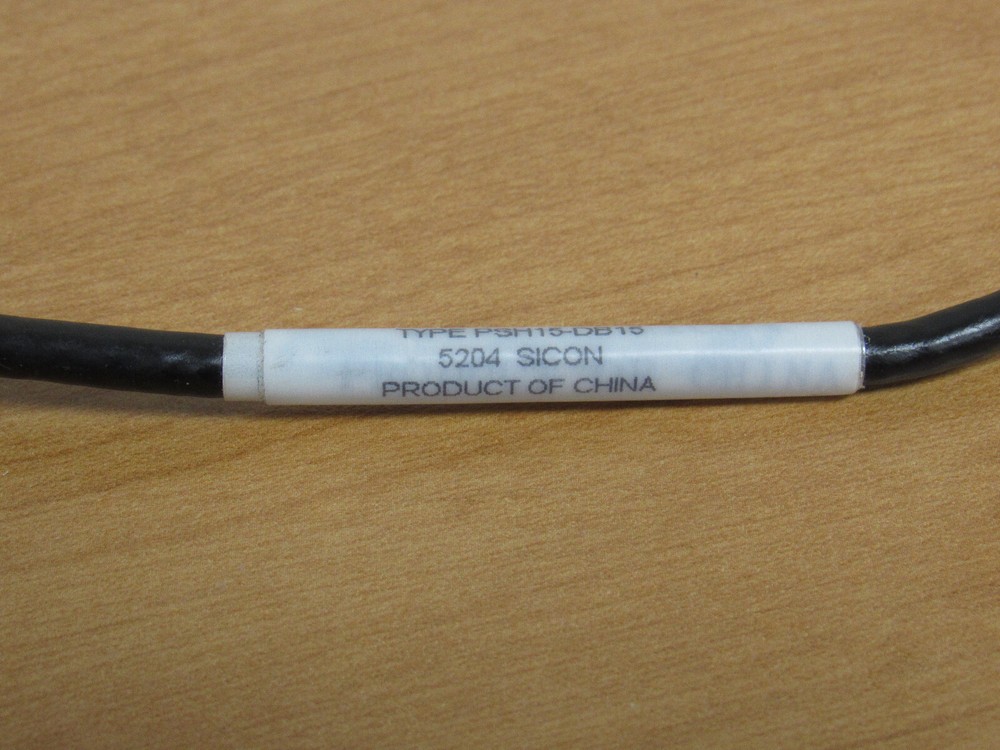 TYPE PSH15-DB15
5204 SICON
PRODUCT OF CHINA